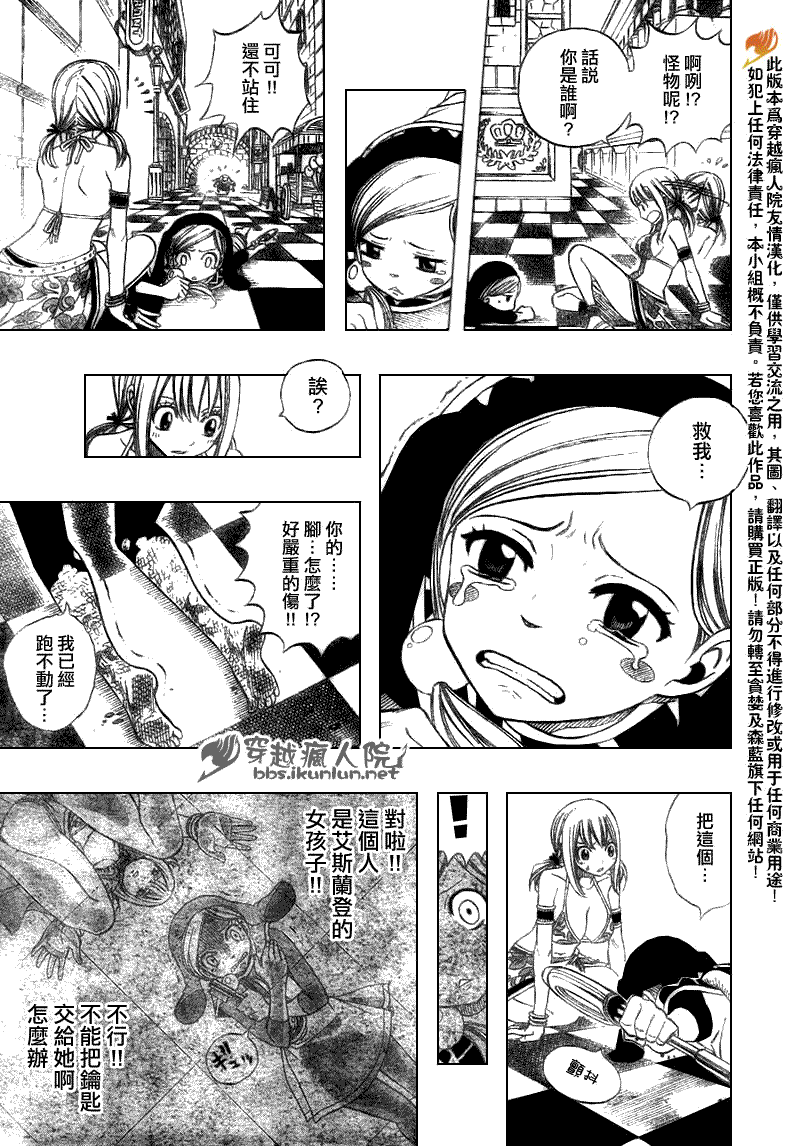 啊咧!?
怪物呢!?
話説
你是誰啊?
可可!!
還不站住
救我…
誒?
你的……
腳…怎麼了!?
好嚴重的傷!!
我已經
跑不動了…
穿越瘋人院
bbs.ikunlun.net
把這個…
顫抖
!
對啦!!
這個人
是艾斯蘭登的
女孩子!!
不行!!
不能把鑰匙
交給她啊
怎麼辦
ギュッ
此版本爲穿越瘋人院友情漢化，僅供學習交流之用，其圖、翻譯以及任何部分不得進行修改或用于任何商業用途！
如犯上任何法律責任，本小組概不負責。若您喜歡此作品，請購買正版！請勿轉至貪婪及森藍旗下任何網站！